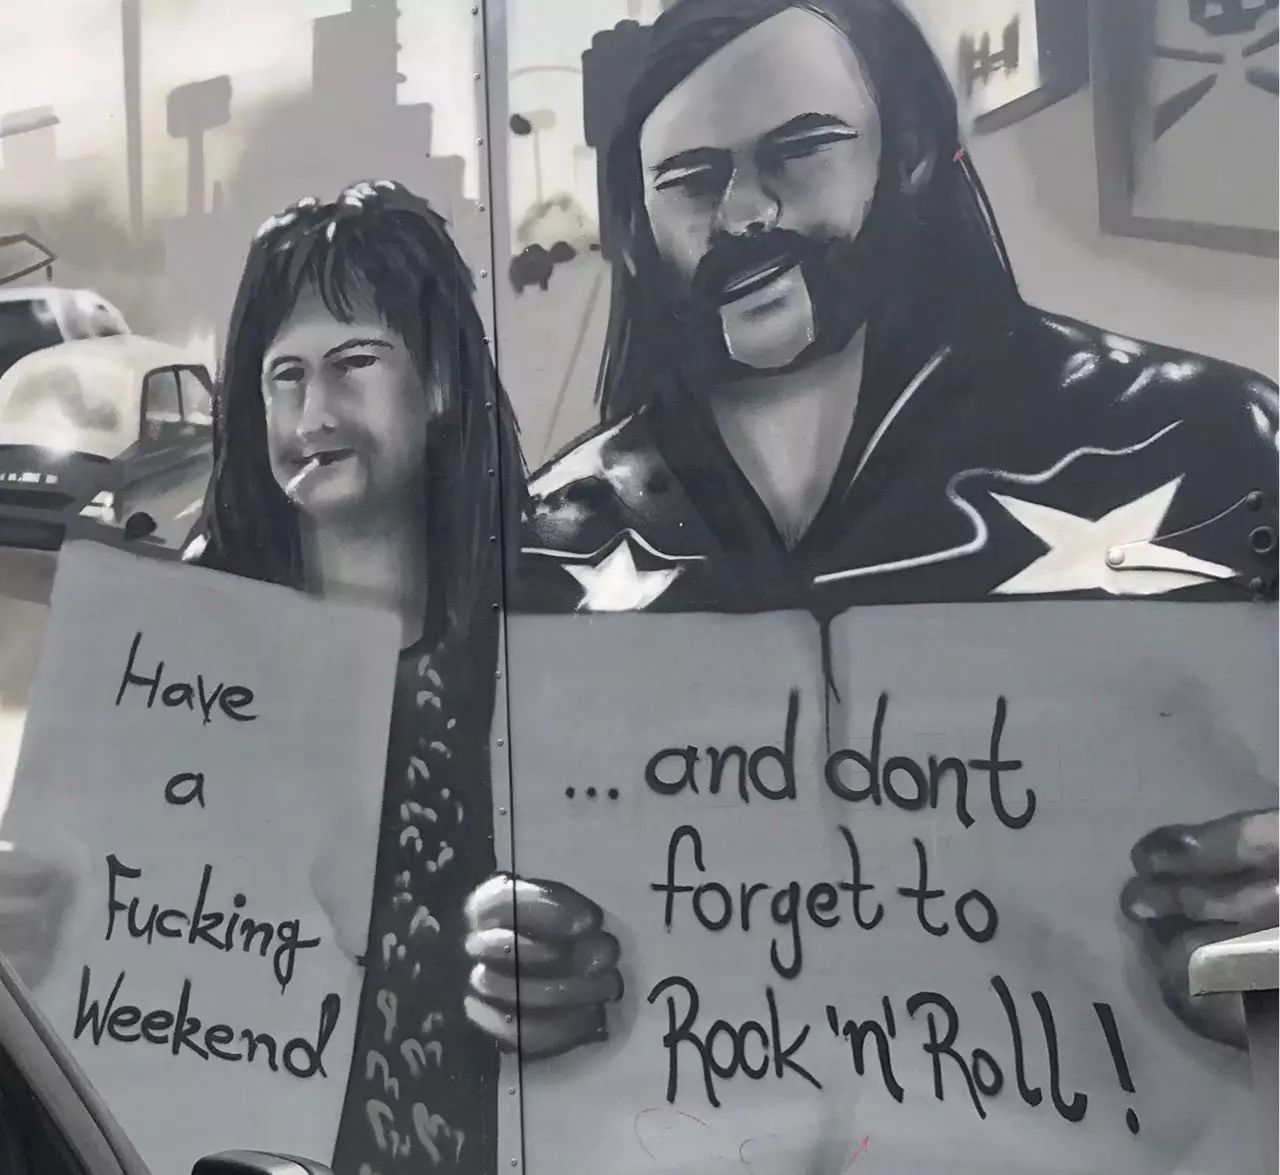 Have
a
Fucking
Weekend
...and dont
forget to
Rock 'n' Roll!